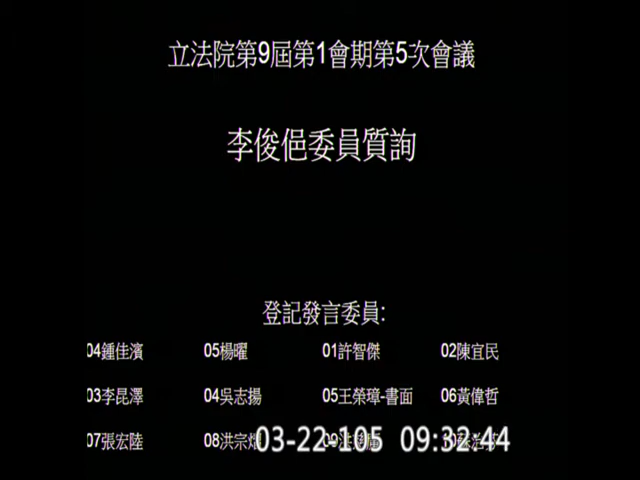 立法院第9屆第1會期第5次會議
李俊俋委員質詢
登記發言委員:
04鍾佳濱 05楊曜 01許智傑 02陳宜民
03李昆澤 04吳志揚 05王榮璋-書面 06黃偉哲
07張宏陸 08洪宗
03-22-105 09:32:44